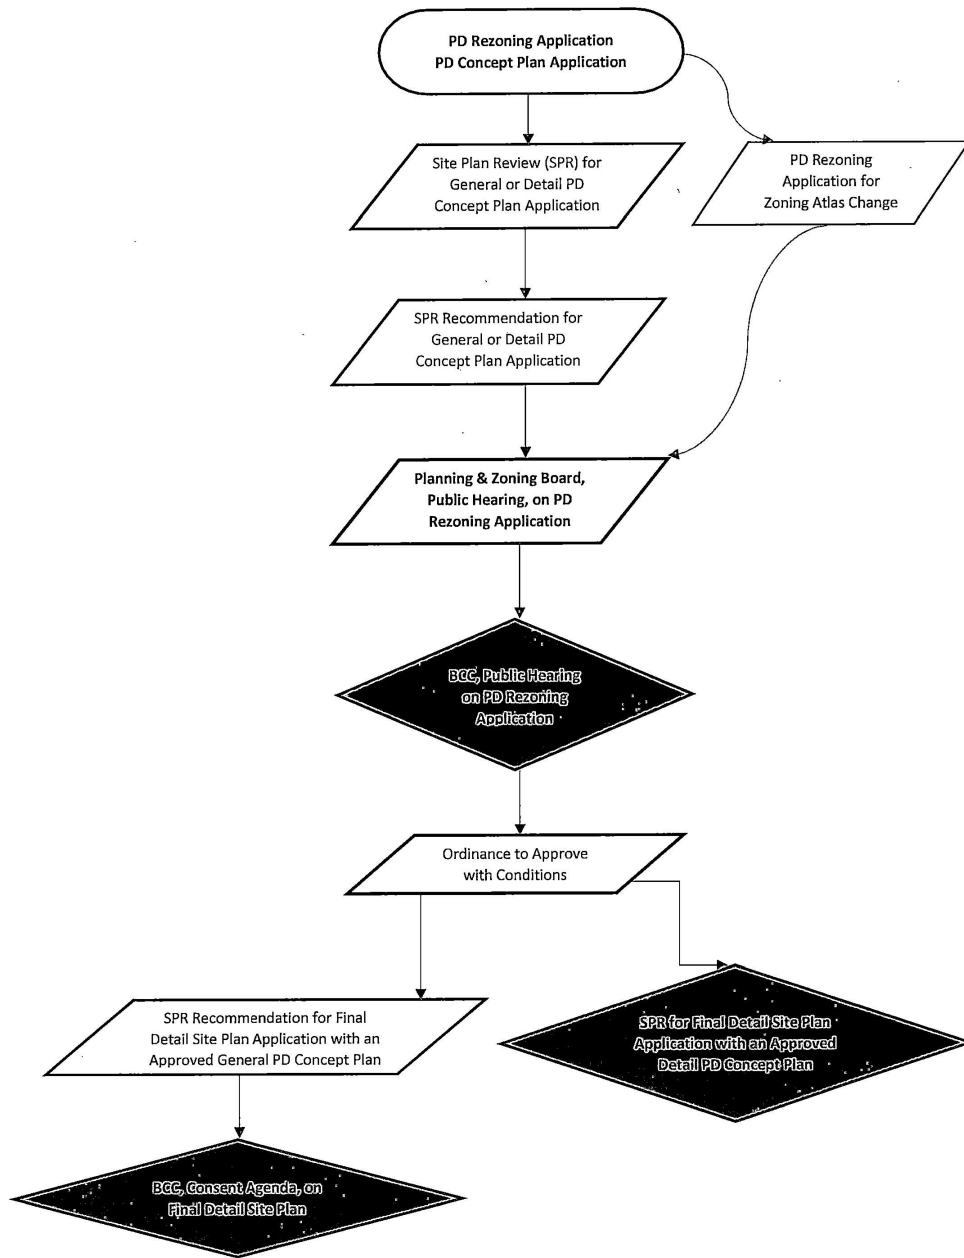 PD Rezoning Application
PD Concept Plan Application
Site Plan Review (SPR) for
General or Detail PD
Concept Plan Application
PD Rezoning
Application for
Zoning Atlas Change
SPR Recommendation for
General or Detail PD
Concept Plan Application
Planning & Zoning Board,
Public Hearing, on PD
Rezoning Application
BCC, Public Hearing
on PD Rezoning
Application
Ordinance to Approve
with Conditions
SPR Recommendation for Final
Detail Site Plan Application with an
Approved General PD Concept Plan
SPR for Final Detail Site Plan
Application with an Approved
Detail PD Concept Plan
BCC, Consent Agenda, on
Final Detail Site Plan